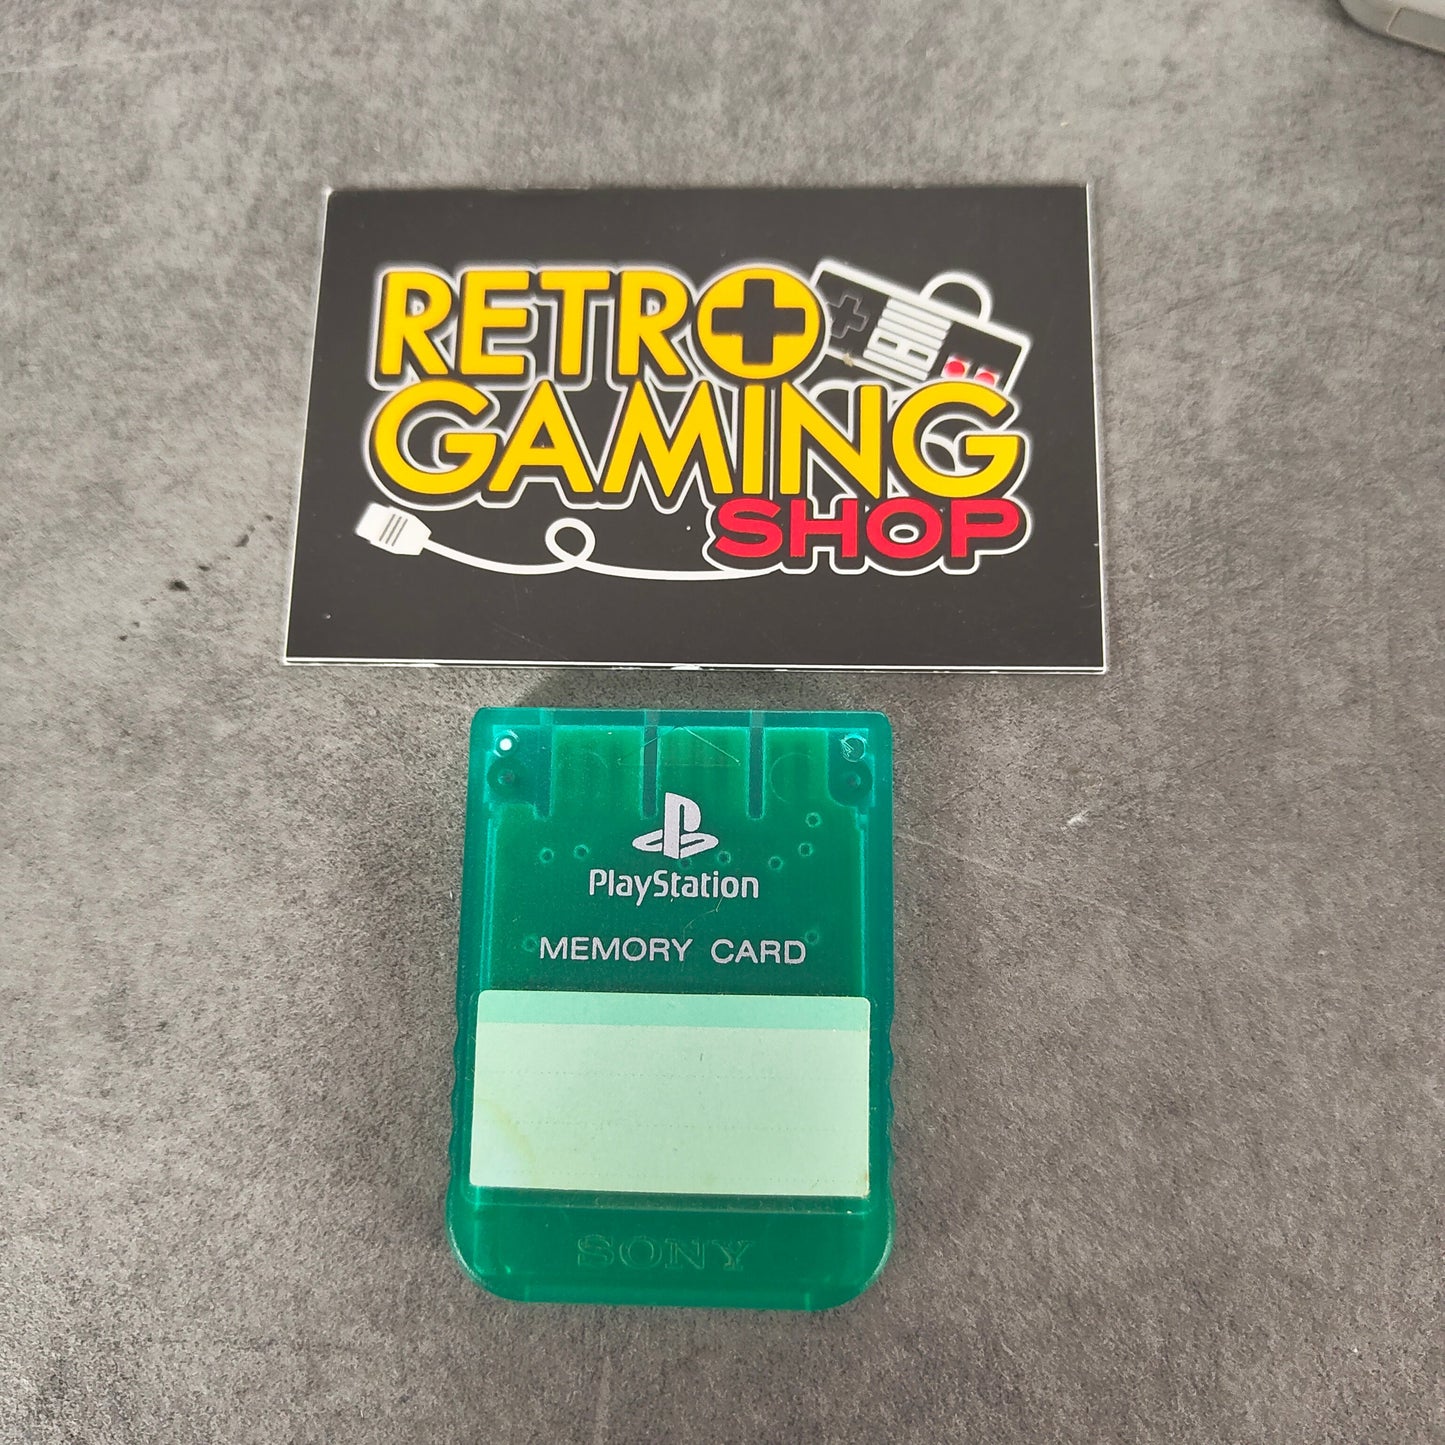 RETRO
GAMING
SHOP
PlayStation
MEMORY CARD
SONY